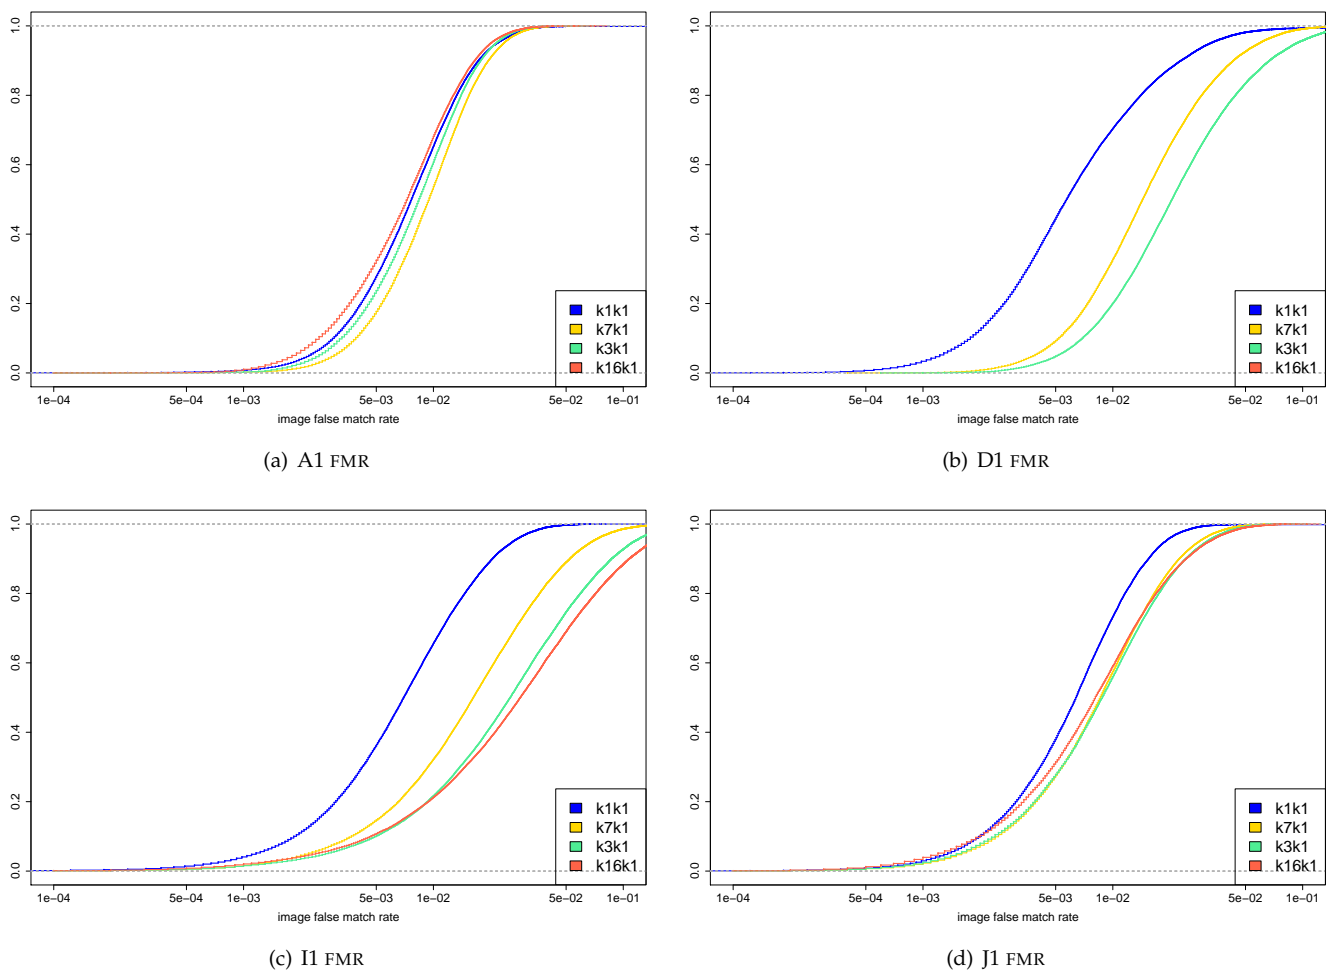 1.0
0.8
0.6
0.4
0.2
0.0
k1k1
k7k1
k3k1
k16k1
1e−04 5e−04 1e−03 5e−03 1e−02 5e−02 1e−01
image false match rate
(a) A1 FMR
1.0
0.8
0.6
0.4
0.2
0.0
k1k1
k7k1
k3k1
k16k1
1e−04 5e−04 1e−03 5e−03 1e−02 5e−02 1e−01
image false match rate
(b) D1 FMR
1.0
0.8
0.6
0.4
0.2
0.0
k1k1
k7k1
k3k1
k16k1
1e−04 5e−04 1e−03 5e−03 1e−02 5e−02 1e−01
image false match rate
(c) I1 FMR
1.0
0.8
0.6
0.4
0.2
0.0
k1k1
k7k1
k3k1
k16k1
1e−04 5e−04 1e−03 5e−03 1e−02 5e−02 1e−01
image false match rate
(d) J1 FMR